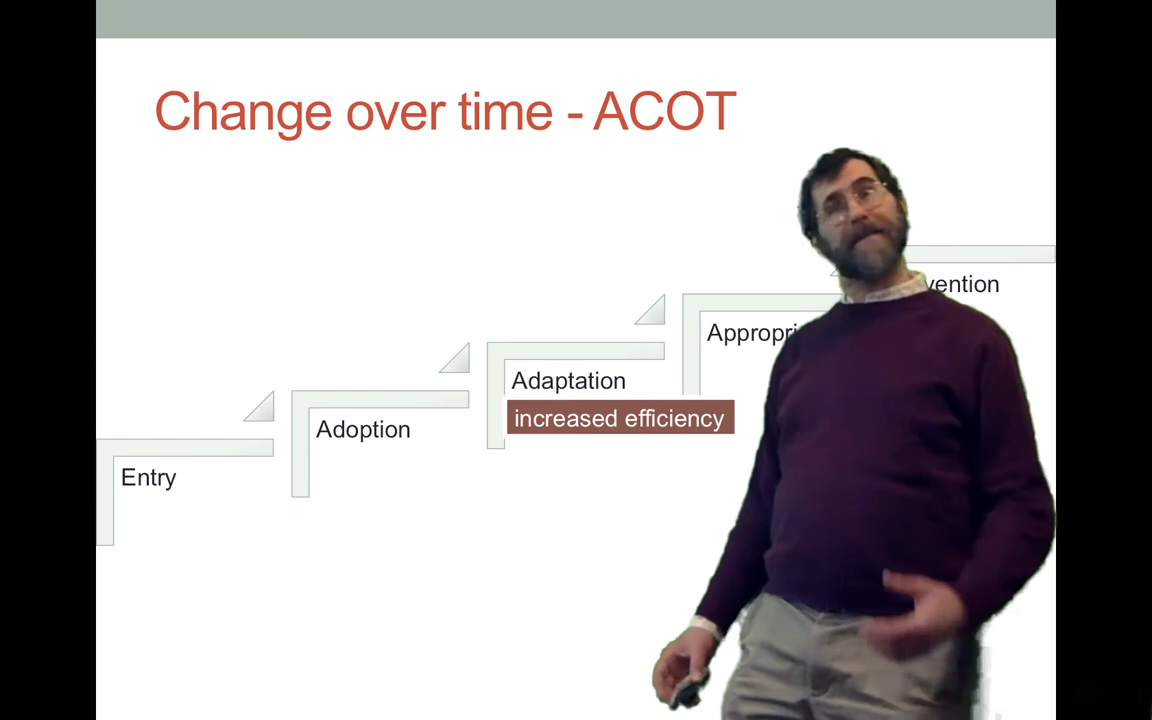 Change over time - ACOT
Adaptation
increased efficiency
Adoption
Entry